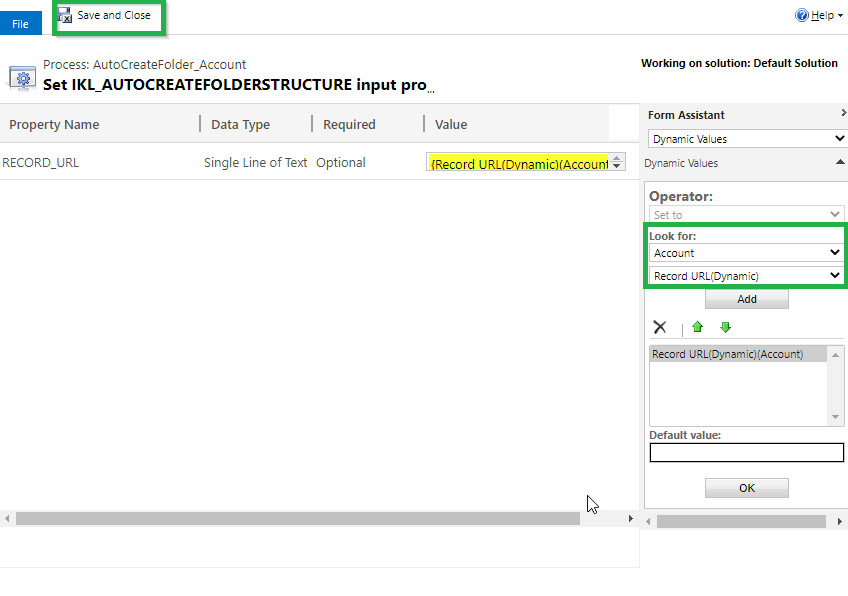 File
Save and Close
Help
Process: AutoCreateFolder_Account
Set IKL_AUTOCREATEFOLDERSTRUCTURE input pro...
Working on solution: Default Solution
Property Name
Data Type
Required
Value
RECORD_URL
Single Line of Text
Optional
{Record URL(Dynamic)(Account
Form Assistant
Dynamic Values
Dynamic Values
Operator:
Set to
Look for:
Account
Record URL(Dynamic)
Add
Record URL(Dynamic)(Account)
Default value:
OK